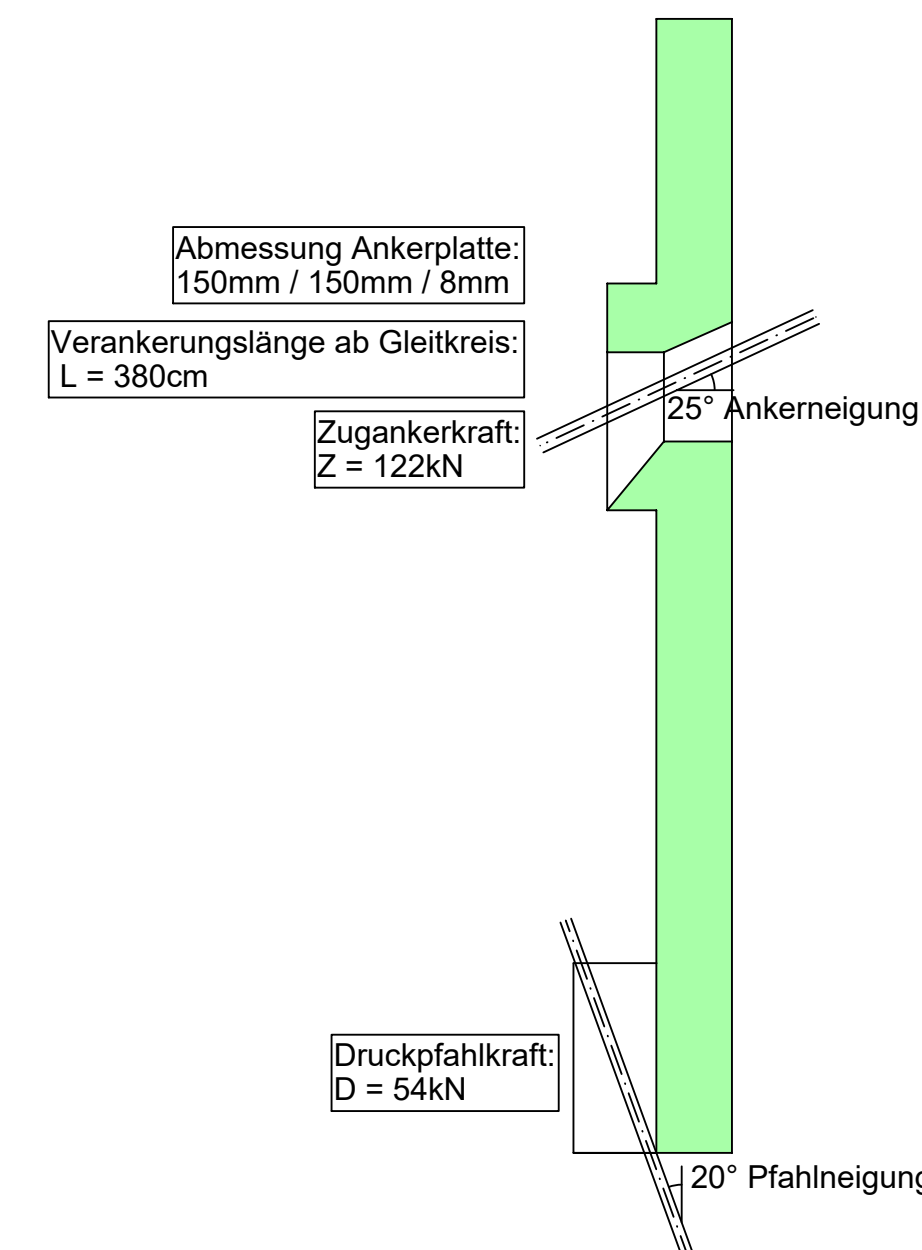 Abmessung Ankerplatte:
150mm / 150mm / 8mm
Verankerungslänge ab Gleitkreis:
L = 380cm
25° Ankerneigung
Zugankerkraft:
Z = 122kN
Druckpfahlkraft:
D = 54kN
20° Pfahlneigung